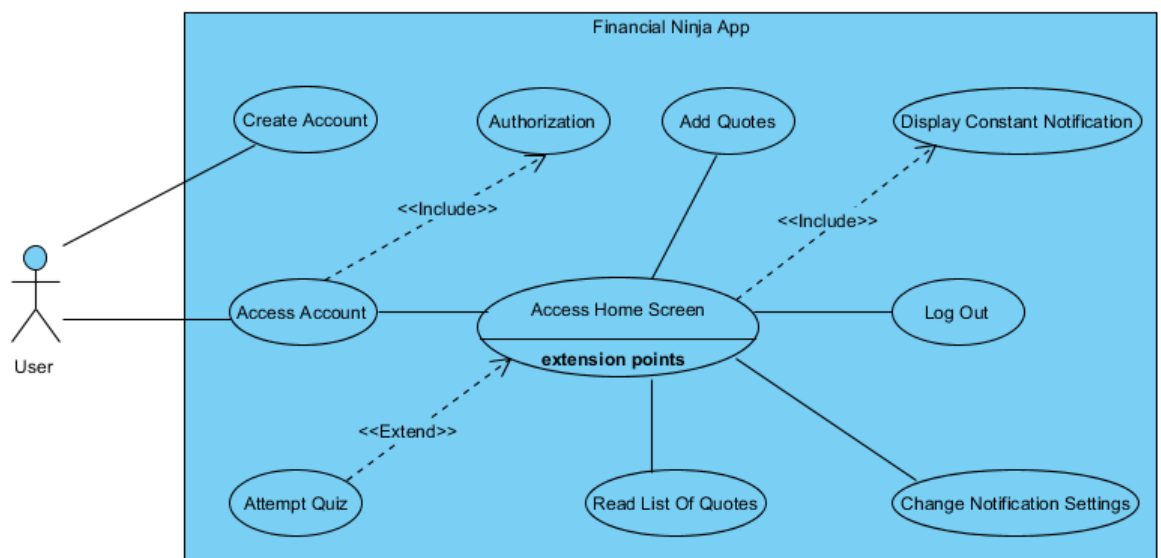 Financial Ninja App
Create Account
Authorization
Add Quotes
Display Constant Notification
<<Include>>
<<Include>>
Access Account
Access Home Screen
Log Out
extension points
User
<<Extend>>
Attempt Quiz
Read List Of Quotes
Change Notification Settings